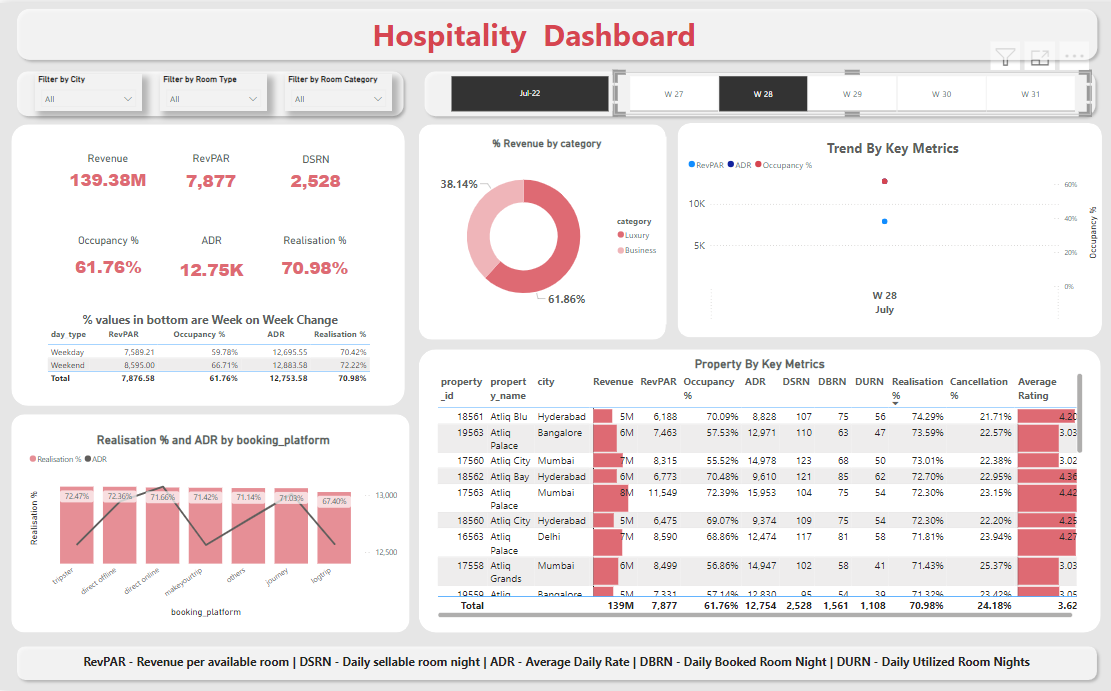 Hospitality Dashboard
Filter by City
All
Filter by Room Type
All
Filter by Room Category
All
Jul-22
W 27
W 28
W 29
W 30
W 31
Revenue
139.38M
RevPAR
7,877
DSRN
2,528
Occupancy %
61.76%
ADR
12.75K
Realisation %
70.98%
% values in bottom are Week on Week Change
day_type RevPAR Occupancy % ADR Realisation %
Weekday 7,589.21 59.78% 12,695.55 70.42%
Weekend 8,595.00 66.71% 12,883.58 72.22%
Total 7,876.58 61.76% 12,753.58 70.98%
% Revenue by category
38.14%
61.86%
category
Luxury
Business
Trend By Key Metrics
RevPAR ADR Occupancy %
10K
5K
60%
40%
20%
0%
Occupancy %
W 28
July
Realisation % and ADR by booking_platform
Realisation % ADR
Realisation %
72.47% 72.36% 71.66% 71.42% 71.14% 71.03% 67.40%
13,000
12,500
tripster direct offline direct online makeyourtrip others journey logtrip
booking_platform
Property By Key Metrics
property
_id
propert
y_name
city
Revenue
RevPAR
Occupancy
%
ADR
DSRN
DBRN
DURN
Realisation
%
Cancellation
%
Average
Rating
18561 Atliq Blu Hyderabad 5M 6,188 70.09% 8,828 107 75 56 74.29% 21.71% 4.20
19563 Atliq Bangalore 6M 7,463 57.53% 12,971 110 63 47 73.59% 22.57% 3.03
Palace
17560 Atliq City Mumbai 7M 8,315 55.52% 14,978 123 68 50 73.01% 22.38% 3.02
18562 Atliq Bay Hyderabad 6M 6,773 70.48% 9,610 121 85 62 72.70% 22.95% 4.36
17563 Atliq Mumbai 8M 11,549 72.39% 15,953 104 75 54 72.30% 23.15% 4.42
Palace
18560 Atliq City Hyderabad 5M 6,475 69.07% 9,374 109 75 54 72.30% 22.20% 4.25
16563 Atliq Delhi 7M 8,590 68.86% 12,474 117 81 58 71.81% 23.94% 4.27
Palace
17558 Atliq Mumbai 6M 8,499 56.86% 14,947 102 58 41 71.43% 25.37% 3.03
Grands
19559 Atliq Bangalore 5M 7,331 57.14% 12,830 95 54 39 71.32% 23.42% 3.05
Total 139M 7,877 61.76% 12,754 2,528 1,561 1,108 70.98% 24.18% 3.62
RevPAR - Revenue per available room | DSRN - Daily sellable room night | ADR - Average Daily Rate | DBRN - Daily Booked Room Night | DURN - Daily Utilized Room Nights